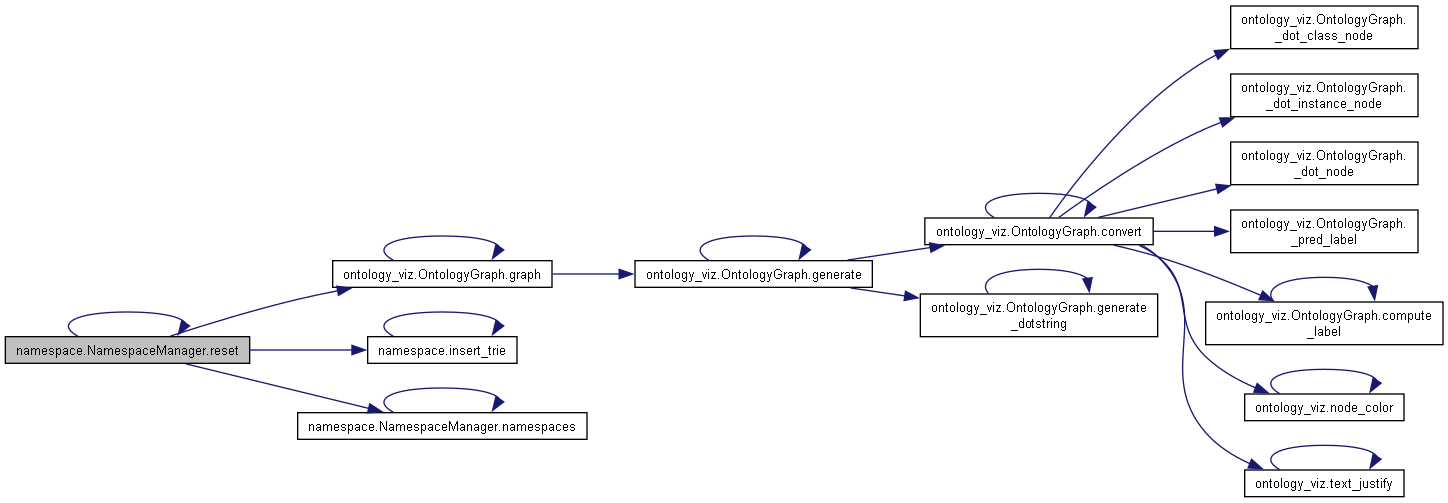 ontology_viz.OntologyGraph.
_dot_class_node
ontology_viz.OntologyGraph.
_dot_instance_node
ontology_viz.OntologyGraph.
_dot_node
ontology_viz.OntologyGraph.
_pred_label
ontology_viz.OntologyGraph.convert
ontology_viz.OntologyGraph.graph
ontology_viz.OntologyGraph.generate
ontology_viz.OntologyGraph.generate
_dotstring
ontology_viz.OntologyGraph.compute
_label
namespace.NamespaceManager.reset
namespace.insert_trie
ontology_viz.node_color
namespace.NamespaceManager.namespaces
ontology_viz.text_justify